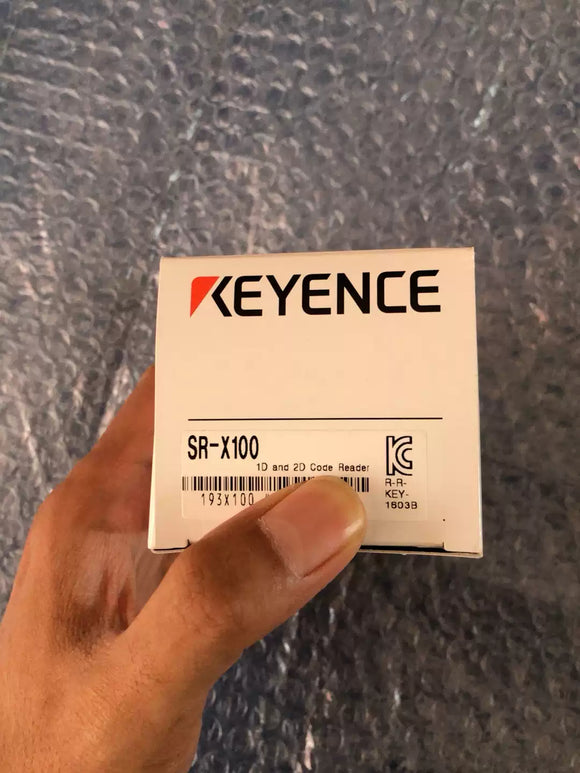 KEYENCE
SR-X100
1D and 2D Code Reader
193X100
R-R-
KEY-
1603B